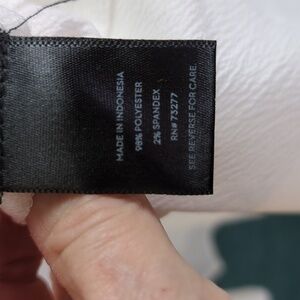 MADE IN INDONESIA
98% POLYESTER
2% SPANDEX
RN# 73277
SEE REVERSE FOR CARE.